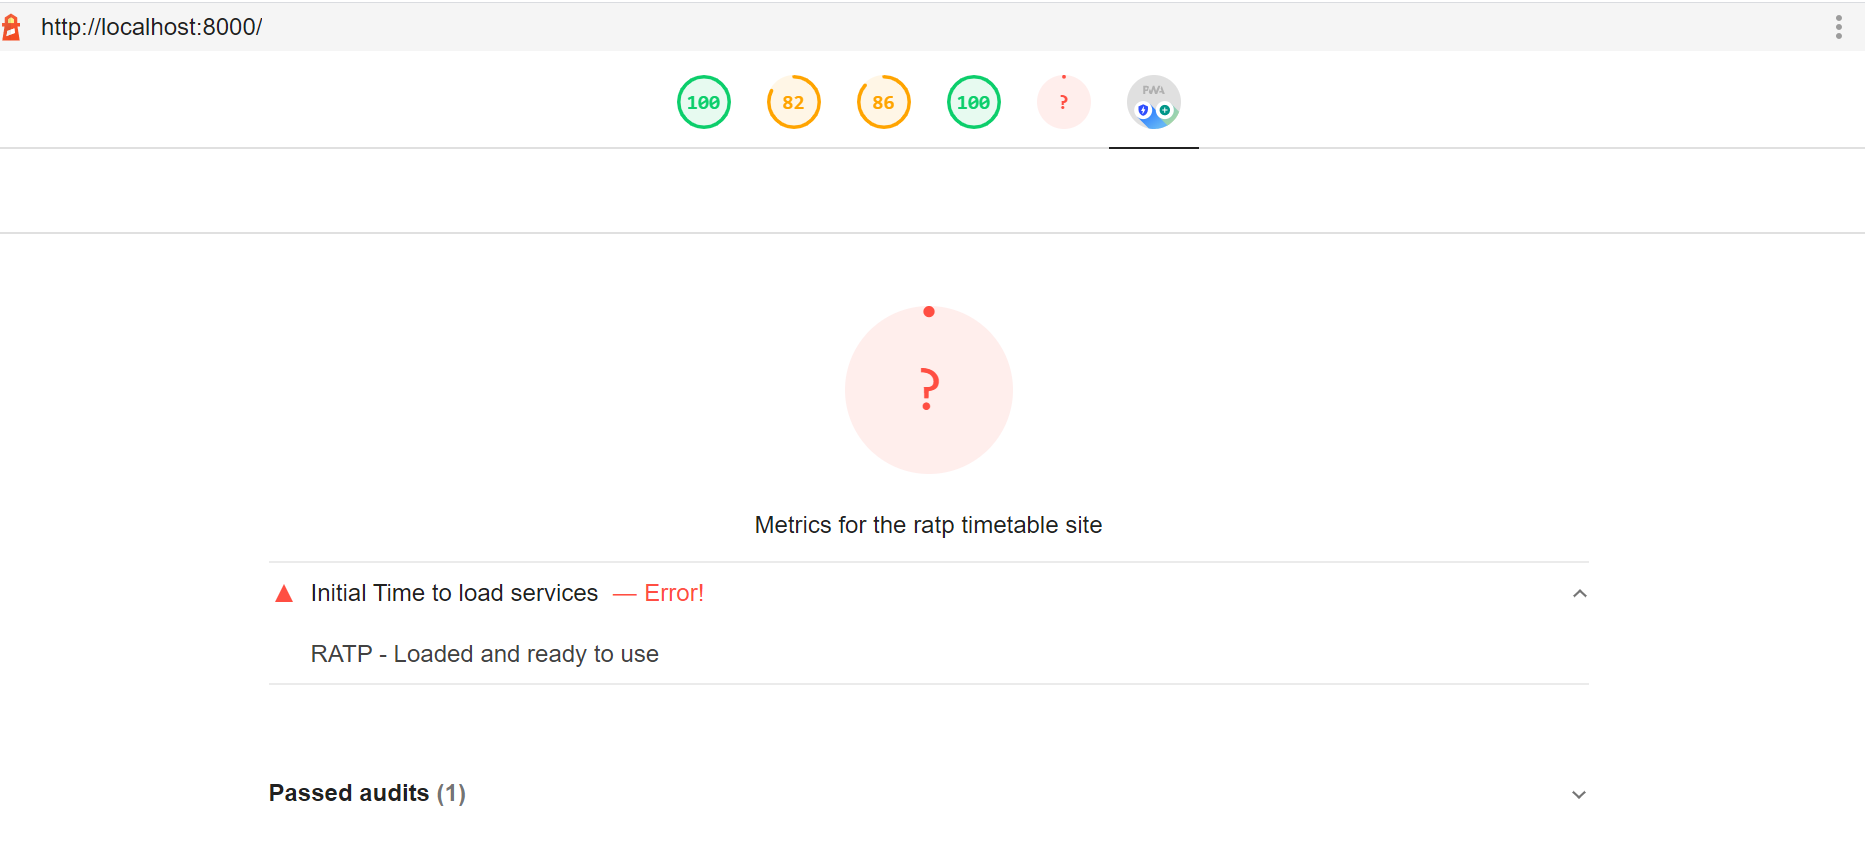 http://localhost:8000/
100 82 86 100 ? PWA
?
Metrics for the ratp timetable site
Initial Time to load services — Error!
RATP - Loaded and ready to use
Passed audits (1)